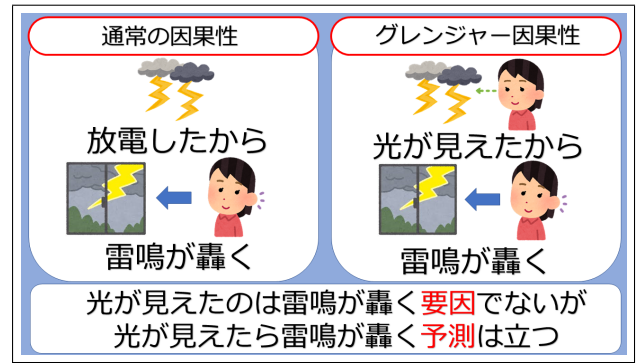 通常の因果性
放電したから
雷鳴が轟く
グレンジャー因果性
光が見えたから
雷鳴が轟く
光が見えたのは雷鳴が轟く要因でないが
光が見えたら雷鳴が轟く予測は立つ